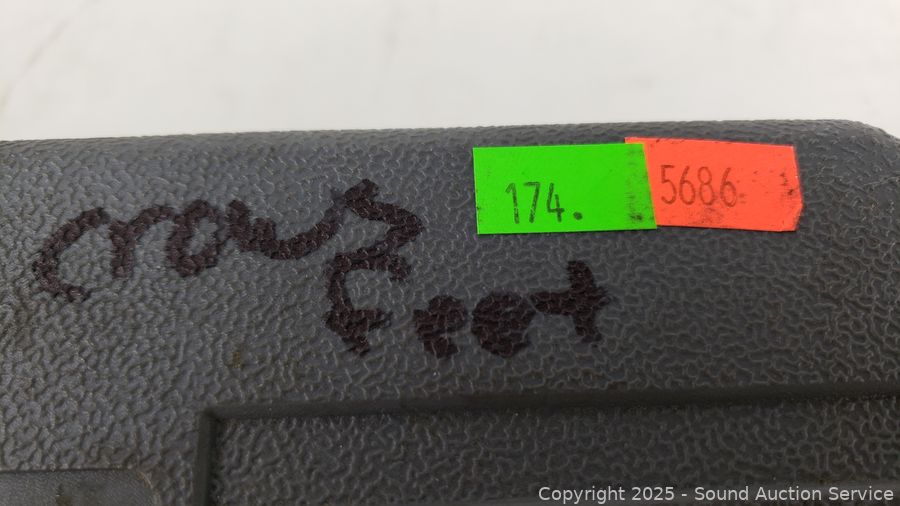 crows
Feet
174.
5686.
Copyright © 2025 - Sound Auction Service